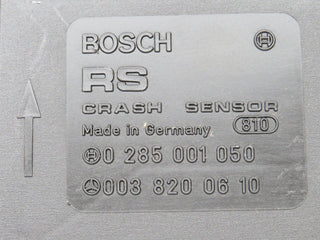 BOSCH
RS
CRASH SENSOR
Made in Germany 810
0 285 001 050
003 820 06 10